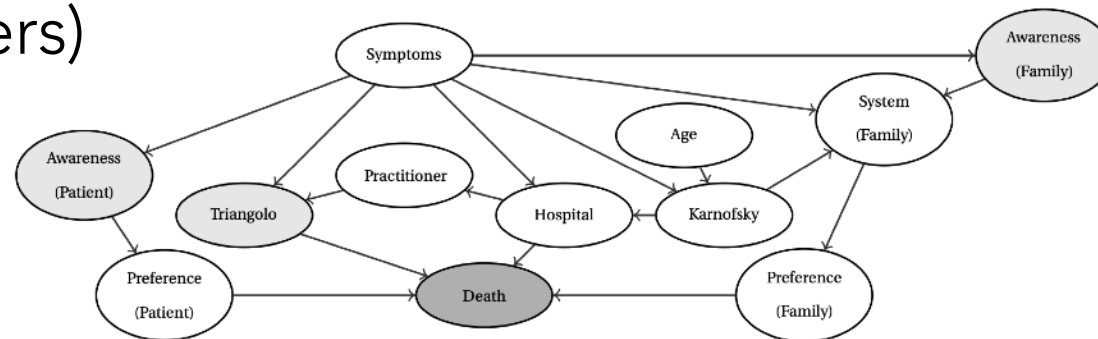 ers)
Symptoms
Awareness
(Family)
System
(Family)
Age
Awareness
(Patient)
Practitioner
Triangolo
Hospital
Karnofsky
Preference
(Patient)
Death
Preference
(Family)